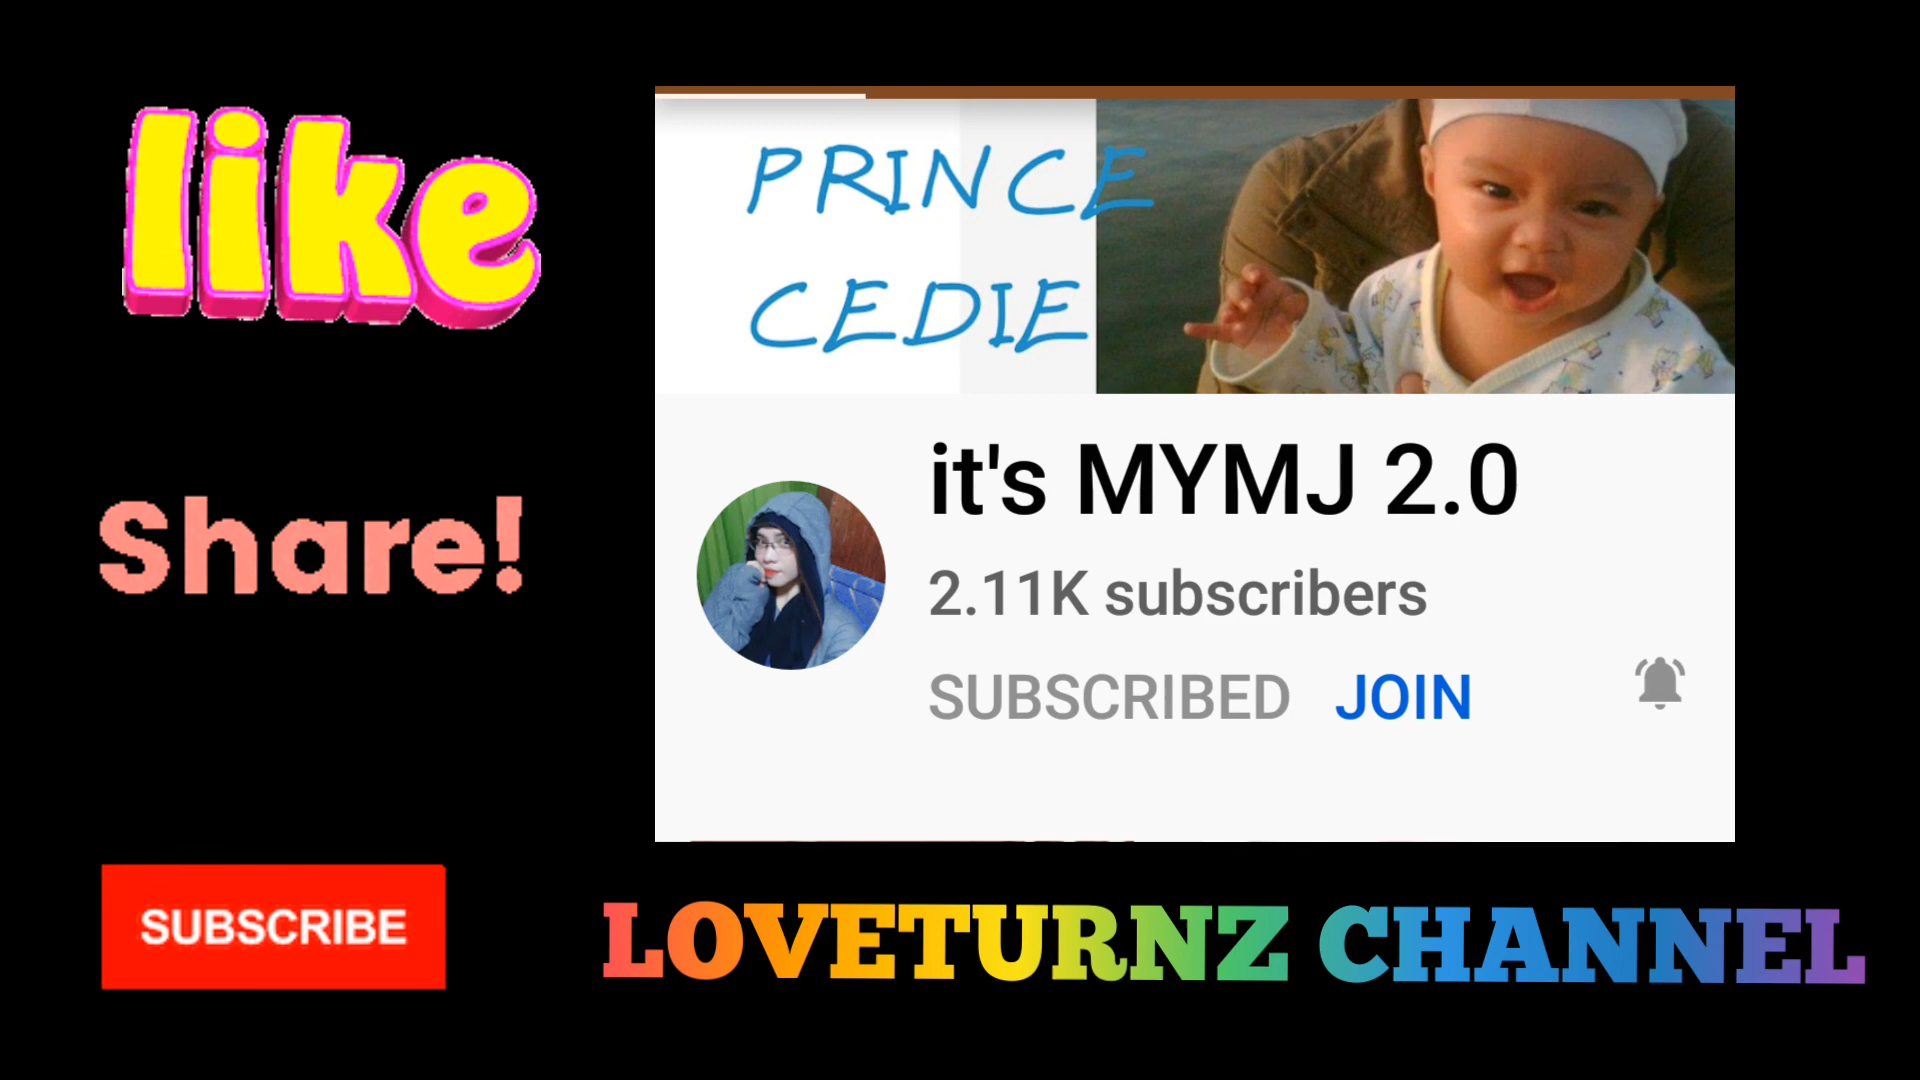 like
Share!
SUBSCRIBE
PRINCE
CEDIE
it's MYMJ 2.0
2.11K subscribers
SUBSCRIBED JOIN
LOVETURNZ CHANNEL